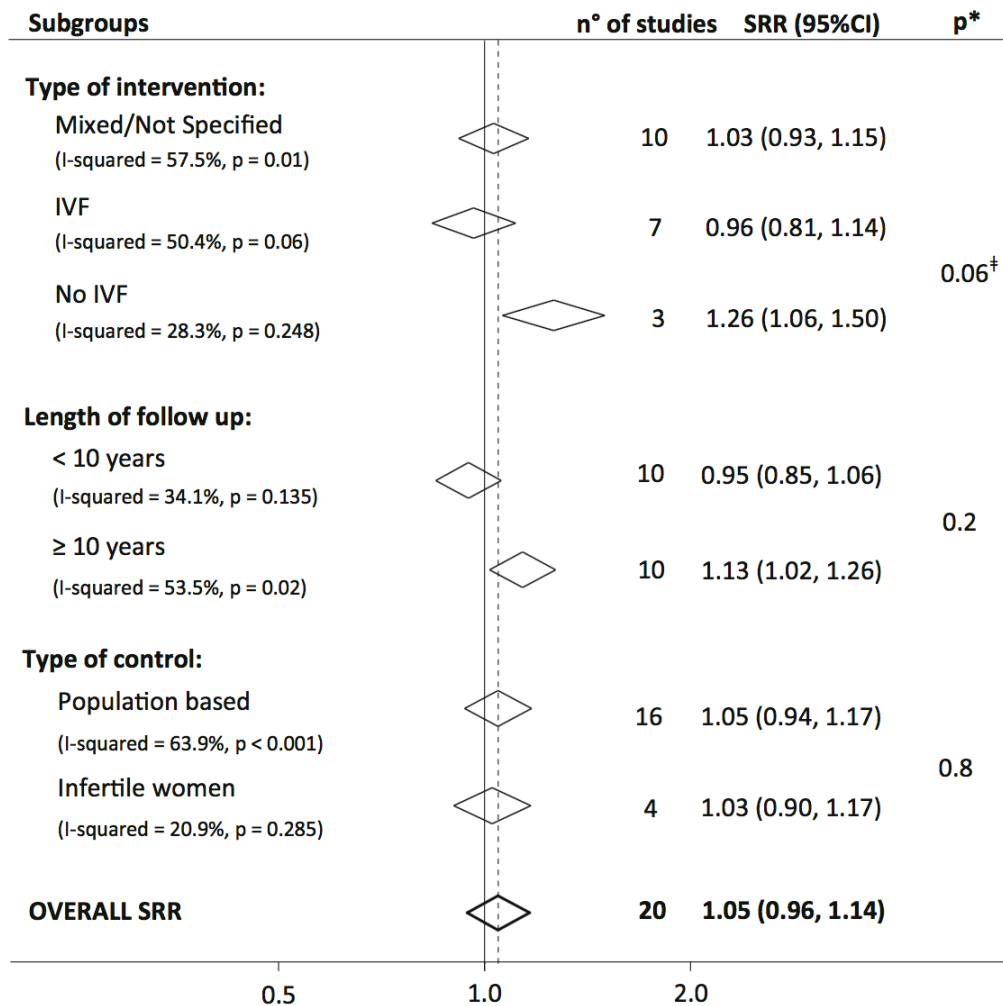 Subgroups n° of studies SRR (95%CI) p*
Type of intervention:
Mixed/Not Specified 10 1.03 (0.93, 1.15)
(I-squared = 57.5%, p = 0.01)
IVF 7 0.96 (0.81, 1.14)
(I-squared = 50.4%, p = 0.06)
0.06ǂ
No IVF 3 1.26 (1.06, 1.50)
(I-squared = 28.3%, p = 0.248)
Length of follow up:
< 10 years 10 0.95 (0.85, 1.06)
(I-squared = 34.1%, p = 0.135)
0.2
≥ 10 years 10 1.13 (1.02, 1.26)
(I-squared = 53.5%, p = 0.02)
Type of control:
Population based 16 1.05 (0.94, 1.17)
(I-squared = 63.9%, p < 0.001)
0.8
Infertile women 4 1.03 (0.90, 1.17)
(I-squared = 20.9%, p = 0.285)
OVERALL SRR 20 1.05 (0.96, 1.14)
0.5 1.0 2.0